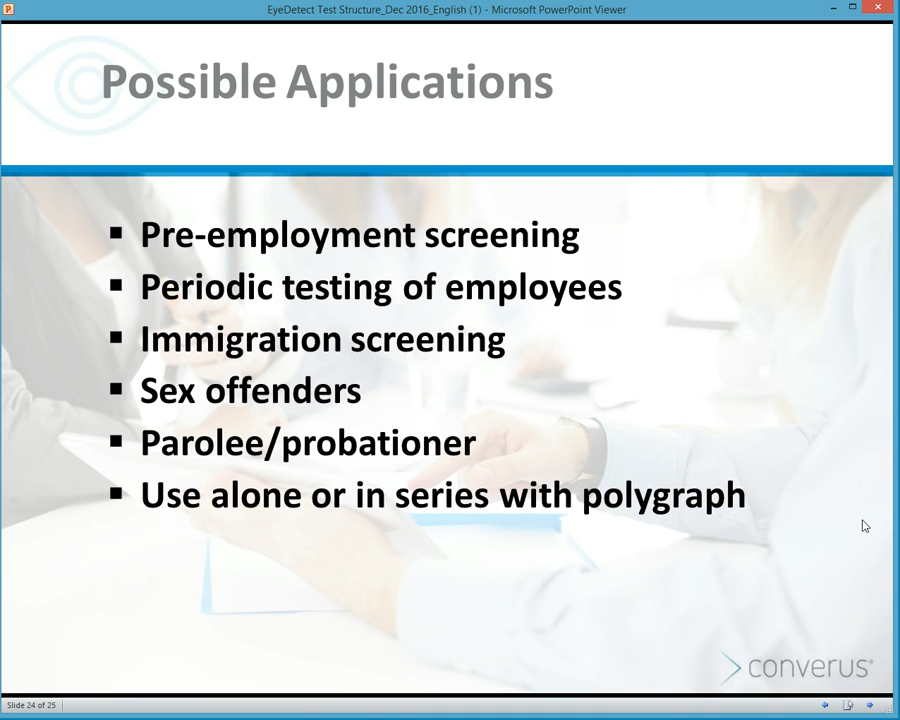 EyeDetect Test Structure_Dec 2016_English (1) - Microsoft PowerPoint Viewer
Possible Applications
▪ Pre-employment screening
▪ Periodic testing of employees
▪ Immigration screening
▪ Sex offenders
▪ Parolee/probationer
▪ Use alone or in series with polygraph
converus®
Slide 24 of 25